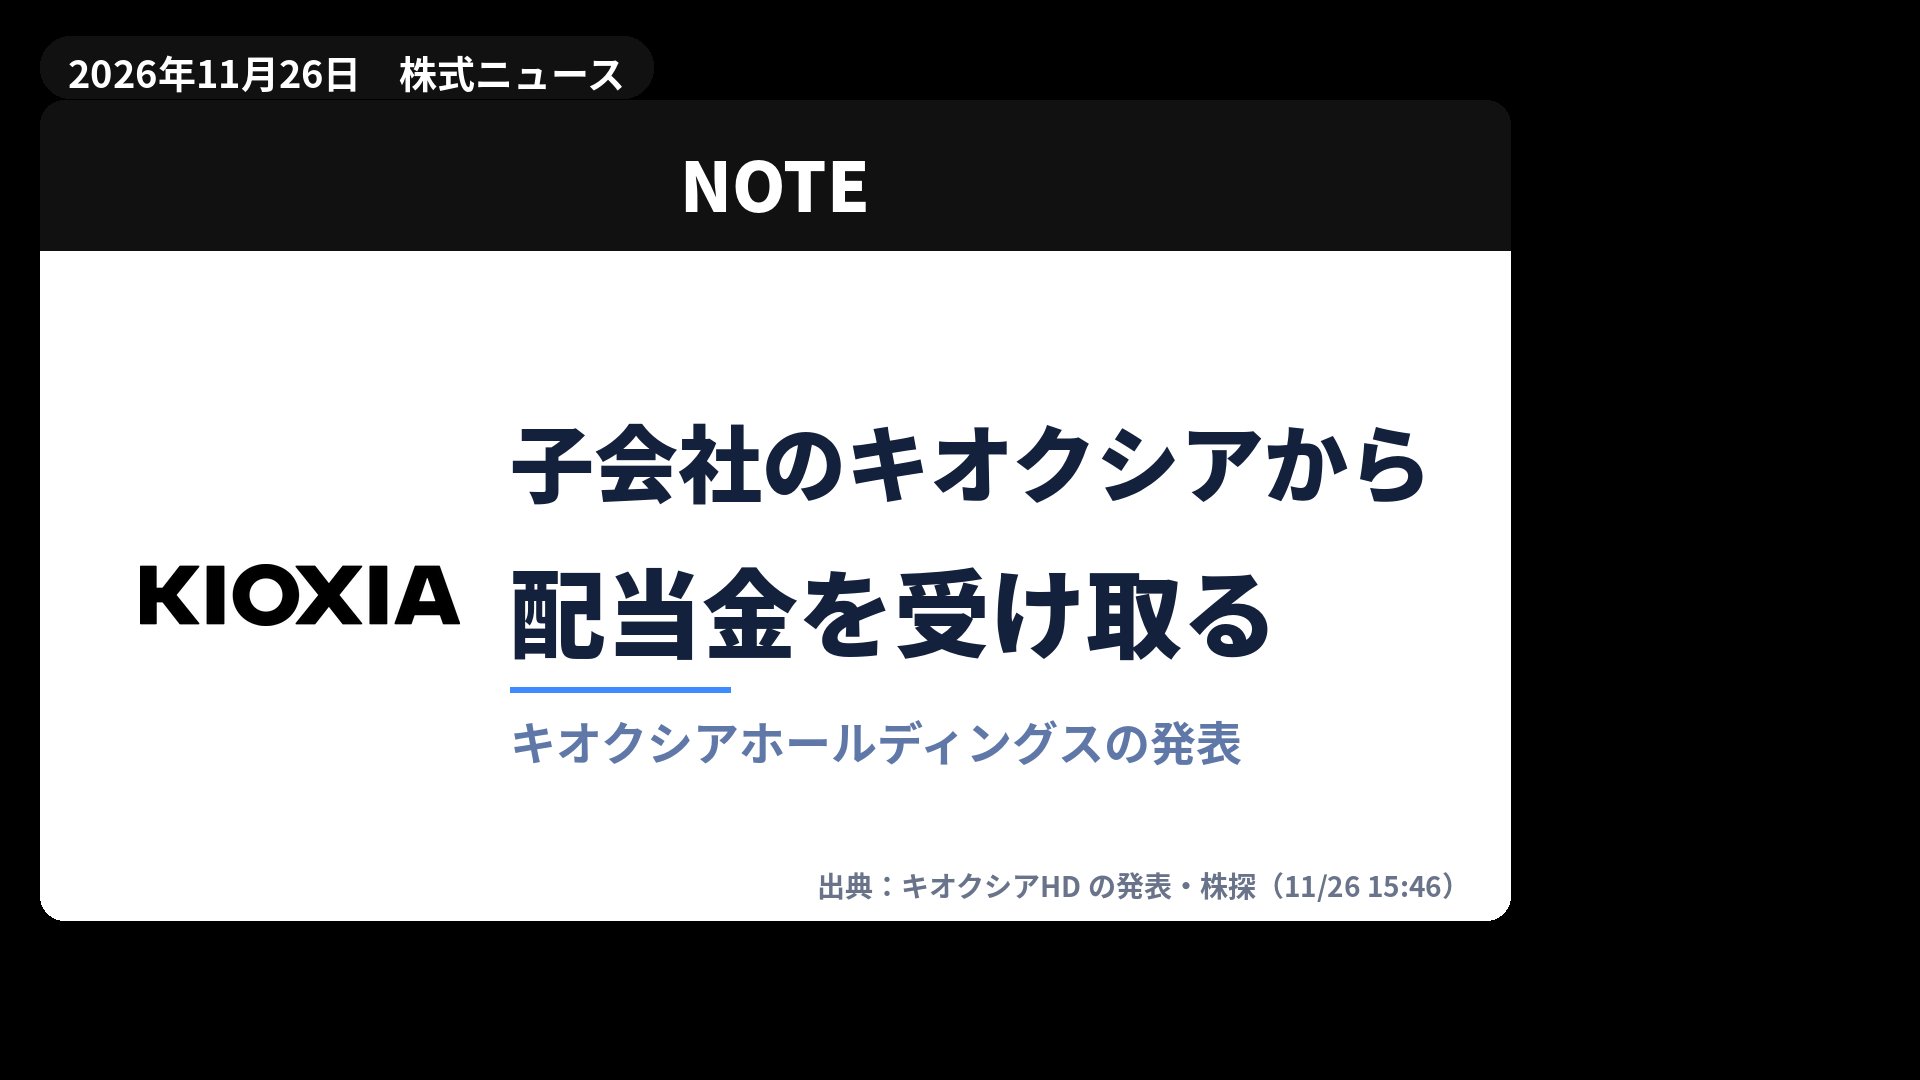 2026年11月26日　株式ニュース
NOTE
子会社のキオクシアから
KIOXIA
配当金を受け取る
キオクシアホールディングスの発表
出典：キオクシアHD の発表・株探（11/26 15:46）